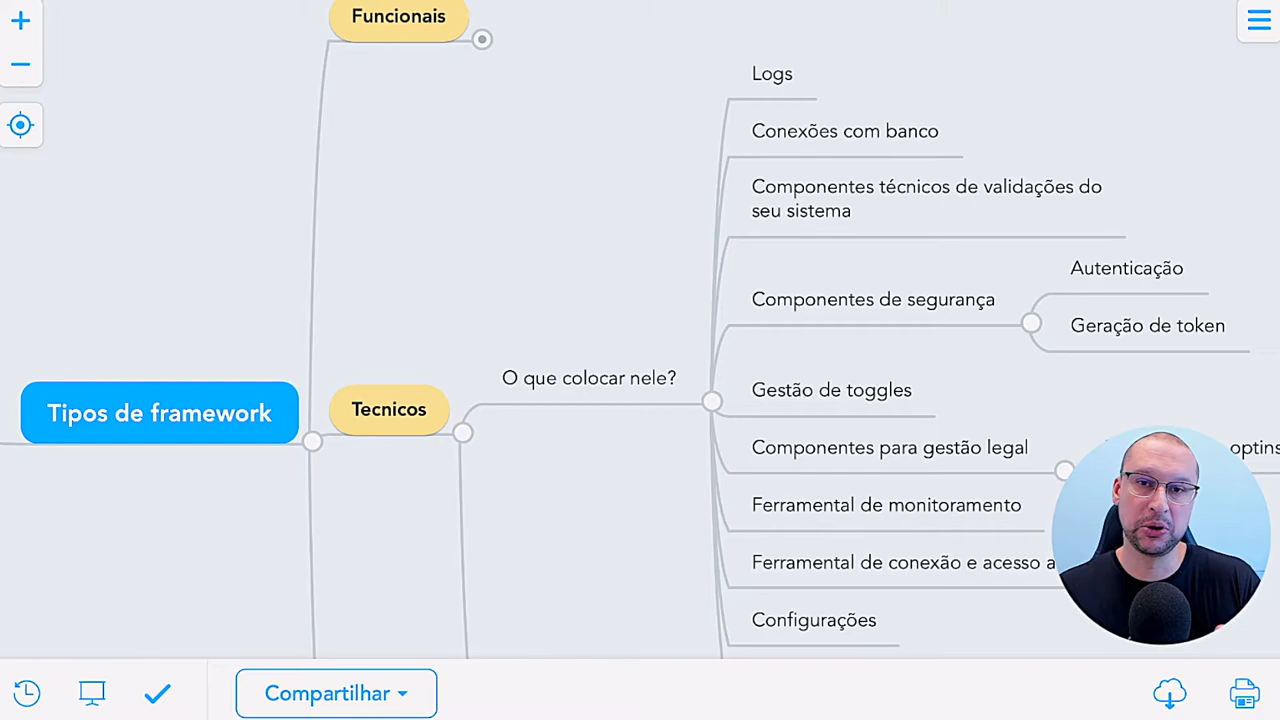 Funcionais
Logs
Conexões com banco
Componentes técnicos de validações do
seu sistema
Autenticação
Componentes de segurança
Geração de token
O que colocar nele?
Gestão de toggles
Tipos de framework
Tecnicos
Componentes para gestão legal
optins
Ferramental de monitoramento
Ferramental de conexão e acesso a
Configurações
Compartilhar